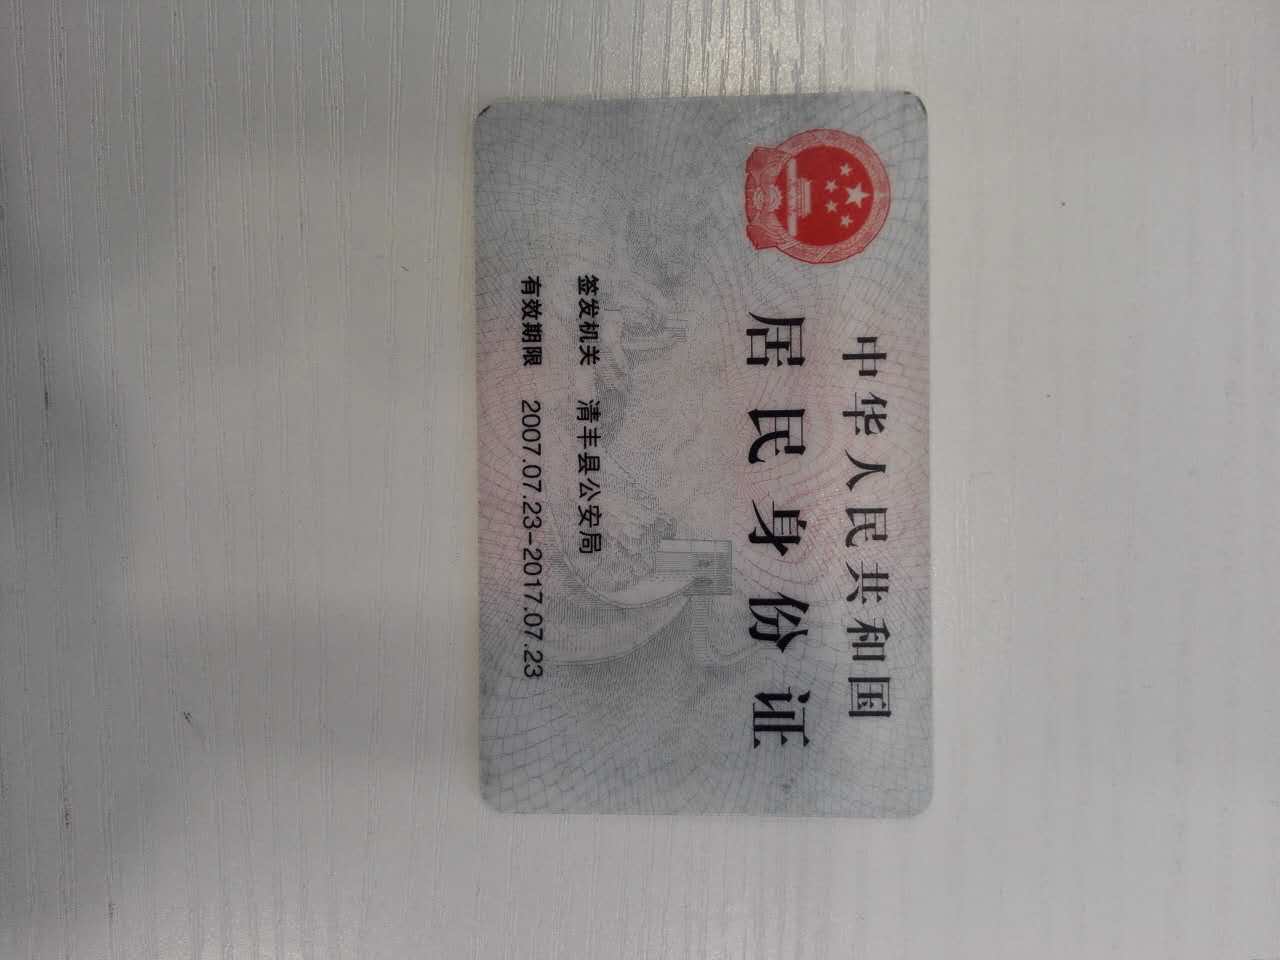 中华人民共和国
居民身份证
签发机关 清丰县公安局
有效期限 2007.07.23-2017.07.23